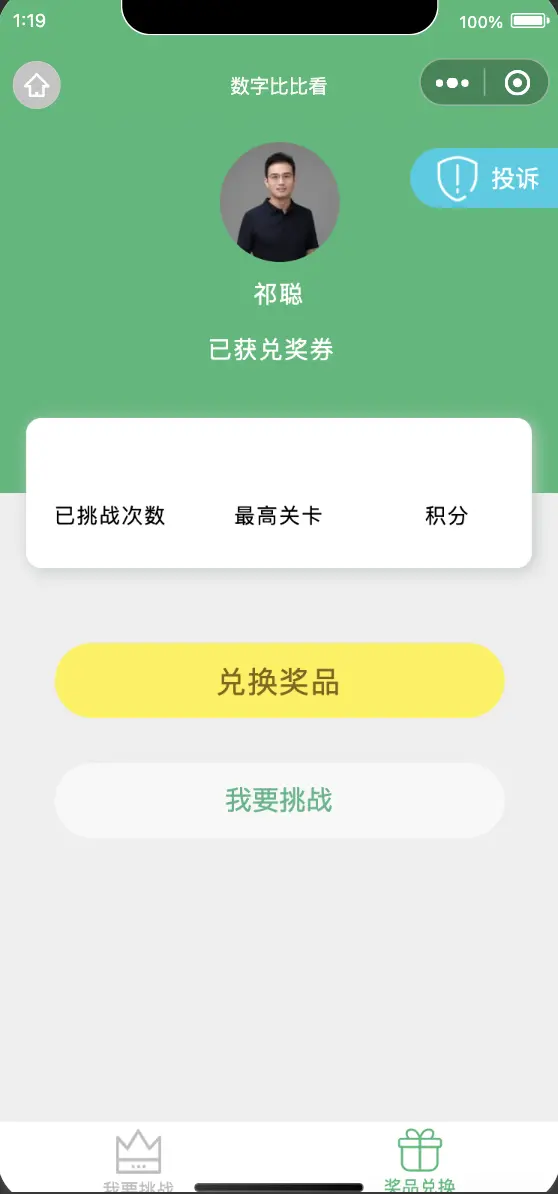 1:19
100%
数字比比看
投诉
祁聪
已获兑奖券
已挑战次数 最高关卡 积分
兑换奖品
我要挑战
我要挑战 奖品兑换